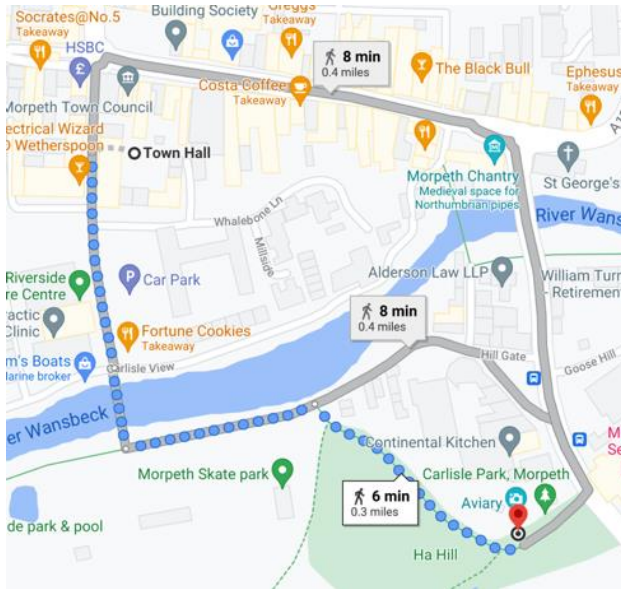 Socrates@No.5
Takeaway
Building Society
Greggs
Takeaway
HSBC
8 min
0.4 miles
The Black Bull
Ephesus
Takeaway
Costa Coffee
Takeaway
Morpeth Town Council
A1
ectrical Wizard
O Wetherspoon
Town Hall
Morpeth Chantry
Medieval space for
Northumbrian pipes
St George's
Whalebone Ln
Millside
River Wans
Alderson Law LLP
Riverside
re Centre
Car Park
William Turn
- Retirement
actic
Clinic
8 min
0.4 miles
Fortune Cookies
Takeaway
Hill Gate
Goose Hill
m's Boats
Marine broker
Carlisle View
er Wansbeck
Continental Kitchen
M
Se
Morpeth Skate park
Carlisle Park, Morpeth
6 min
0.3 miles
Aviary
de park & pool
Ha Hill